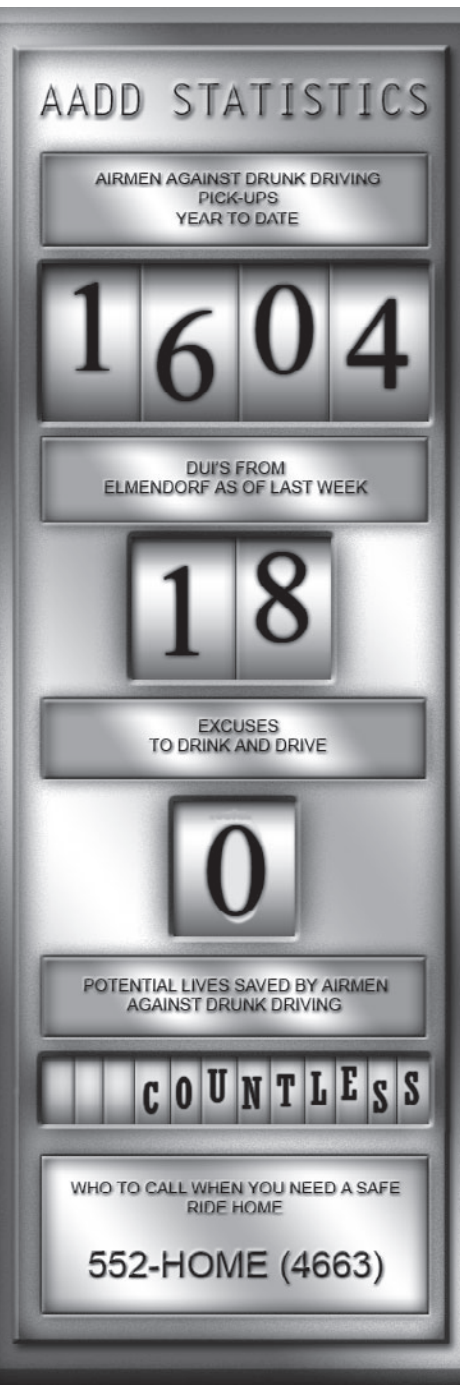 AADD STATISTICS
AIRMEN AGAINST DRUNK DRIVING
PICK-UPS
YEAR TO DATE
1604
DUI'S FROM
ELMENDORF AS OF LAST WEEK
18
EXCUSES
TO DRINK AND DRIVE
0
POTENTIAL LIVES SAVED BY AIRMEN
AGAINST DRUNK DRIVING
COUNTLESS
WHO TO CALL WHEN YOU NEED A SAFE
RIDE HOME
552-HOME (4663)